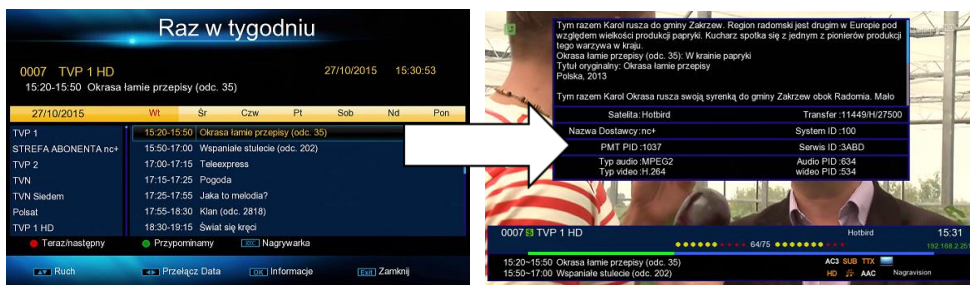 Raz w tygodniu
0007 TVP 1 HD
27/10/2015 15:30:53
15:20-15:50 Okrasa łamie przepisy (odc. 35)
27/10/2015 Wt Śr Czw Pt Sob Nd Pon
TVP 1 15:20-15:50 Okrasa łamie przepisy (odc. 35)
STREFA ABONENTA nc+ 15:50-17:00 Wspaniałe stulecie (odc. 202)
TVP 2 17:00-17:15 Teleexpress
TVN 17:15-17:25 Pogoda
TVN Siedem 17:25-17:55 Jaka to melodia?
Polsat 17:55-18:30 Klan (odc. 2818)
TVP 1 HD 18:30-19:15 Świat się kręci
Teraz/następny Przypominamy Nagrywarka
Ruch Przełącz Data OK Informacje Exit Zamknij
Tym razem Karol rusza do gminy Zakrzew. Region radomski jest drugim w Europie pod
względem wielkości produkcji papryki. Kucharz spotka się z jednym z pionierów produkcji
tego warzywa w kraju.
Okrasa łamie przepisy (odc. 35): W krainie papryki
Tytuł oryginalny: Okrasa łamie przepisy
Polska, 2013
Tym razem Karol Okrasa rusza swoją syrenką do gminy Zakrzew obok Radomia. Mało
Satelita:Hotbird Transfer:11449/H/27500
Nazwa Dostawcy:nc+ System ID:100
PMT PID:1037 Serwis ID:3ABD
Typ audio:MPEG2 Audio PID:634
Typ video:H.264 wideo PID:534
0007 S TVP 1 HD Hotbird 15:31
64/75 192.168.2.25
15:20~15:50 Okrasa łamie przepisy (odc. 35) AC3 SUB TTX
15:50~17:00 Wspaniałe stulecie (odc. 202) HD AAC Nagravision